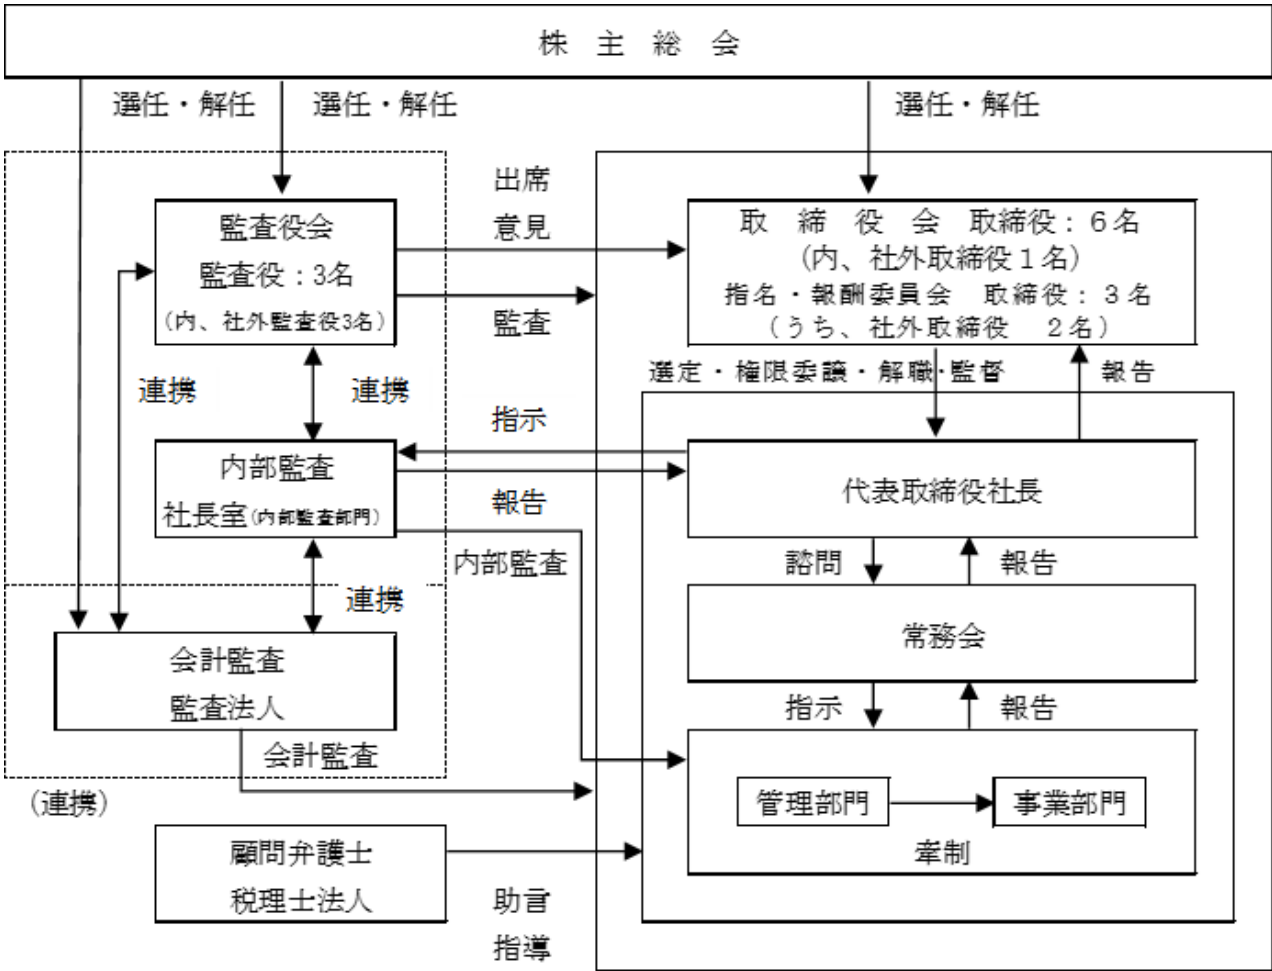 株 主 総 会
選任・解任
選任・解任
選任・解任
出席
意見
監査役会
監査役：3名
(内、社外監査役3名)
監査
取 締 役 会 取締役：６名
(内、社外取締役１名)
指名・報酬委員会 取締役：３名
(うち、社外取締役 ２名)
連携
連携
選定・権限委譲・解職・監督
報告
指示
内部監査
社長室(内部監査部門)
報告
内部監査
代表取締役社長
諮問
報告
連携
常務会
会計監査
監査法人
指示
報告
会計監査
(連携)
管理部門
事業部門
牽制
顧問弁護士
税理士法人
助言
指導